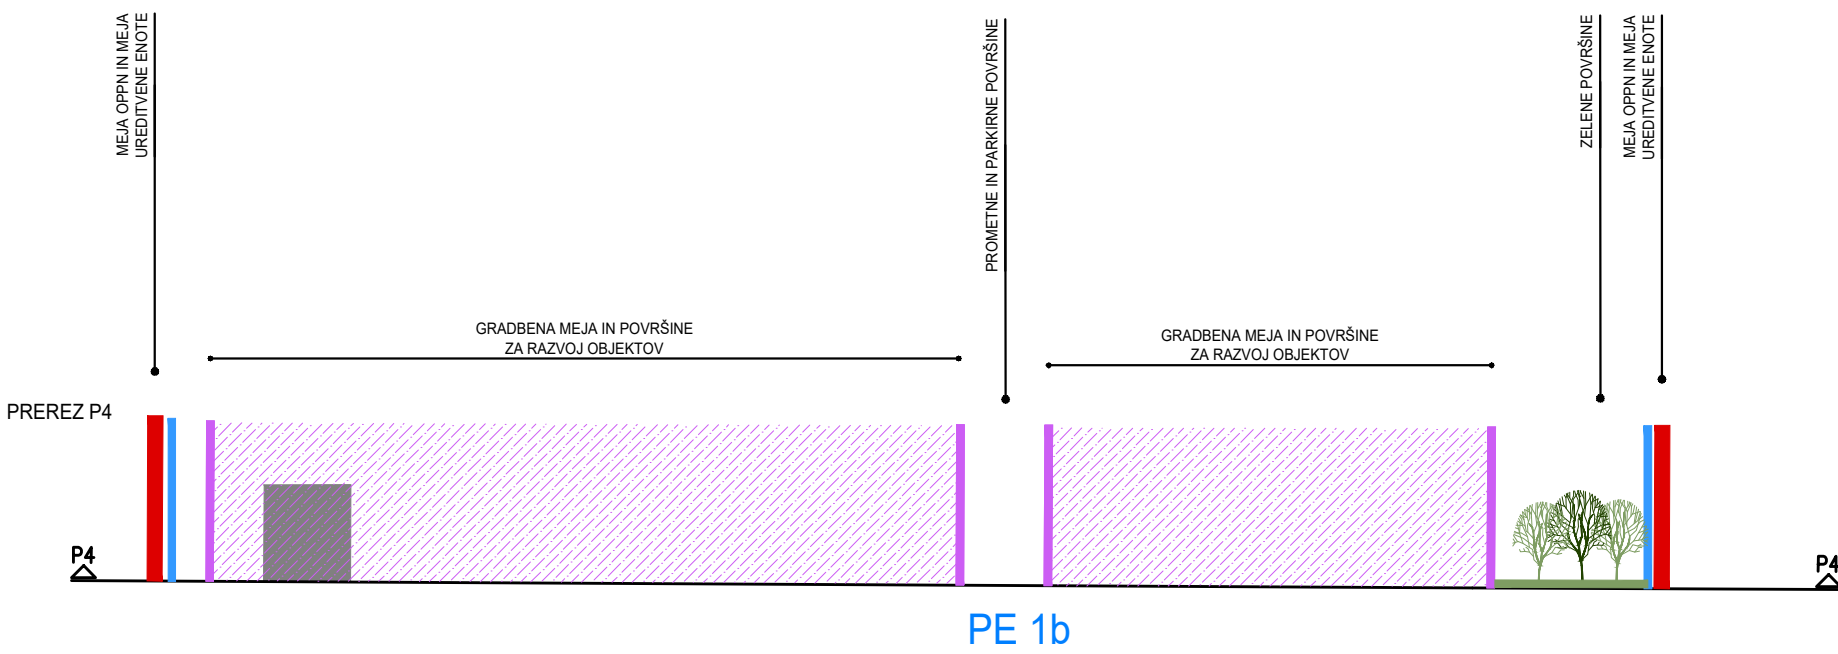 MEJA OPPN IN MEJA
UREDITVENE ENOTE
PROMETNE IN PARKIRNE POVRŠINE
ZELENE POVRŠINE
MEJA OPPN IN MEJA
UREDITVENE ENOTE
GRADBENA MEJA IN POVRŠINE
ZA RAZVOJ OBJEKTOV
GRADBENA MEJA IN POVRŠINE
ZA RAZVOJ OBJEKTOV
PREREZ P4
P4
P4
PE 1b